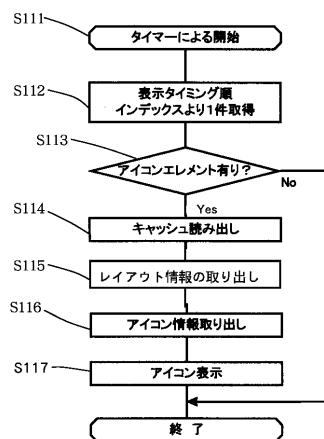 S111
タイマーによる開始
S112
表示タイミング順
インデックスより1件取得
S113
アイコンエレメント有り?
No
Yes
S114
キャッシュ読み出し
S115
レイアウト情報の取り出し
S116
アイコン情報取り出し
S117
アイコン表示
終 了